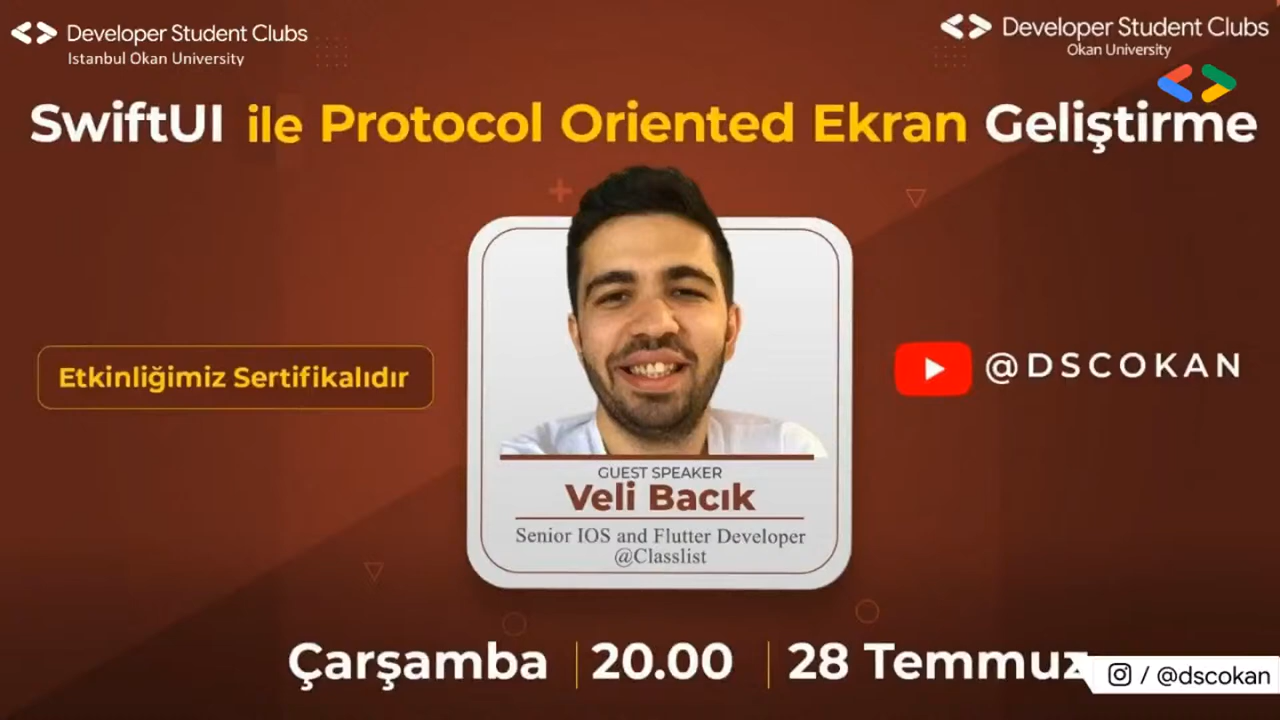 Developer Student Clubs
Istanbul Okan University
Developer Student Clubs
Okan University
SwiftUI ile Protocol Oriented Ekran Geliştirme
Etkinliğimiz Sertifikalıdır
@DSCOKAN
GUEST SPEAKER
Veli Bacık
Senior IOS and Flutter Developer
@Classlist
Çarşamba | 20.00 | 28 Temmuz
/ @dscokan